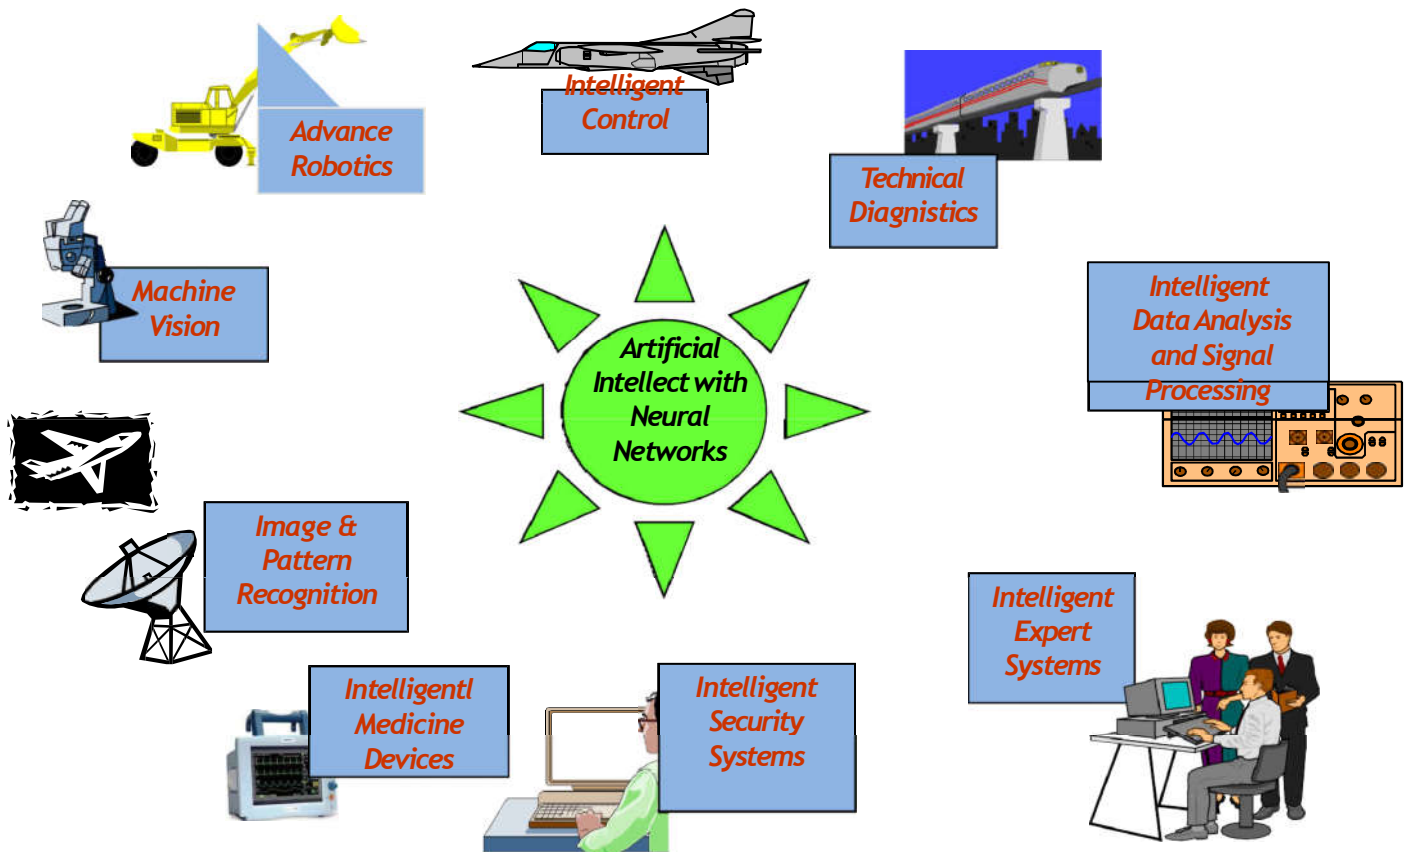 Intelligent
Control
Advance
Robotics
Technical
Diagnistics
Machine
Vision
Intelligent
Data Analysis
and Signal
Processing
Artificial
Intellect with
Neural
Networks
Image &
Pattern
Recognition
Intelligent
Expert
Systems
Intelligentl
Medicine
Devices
Intelligent
Security
Systems